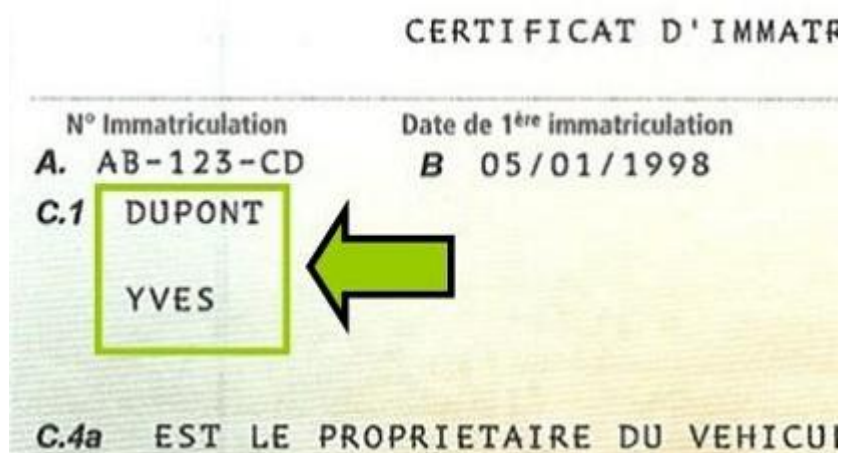 CERTIFICAT D'IMMATR
N° Immatriculation Date de 1ère immatriculation
A. AB-123-CD B 05/01/1998
C.1 DUPONT
YVES
C.4a EST LE PROPRIETAIRE DU VEHICU